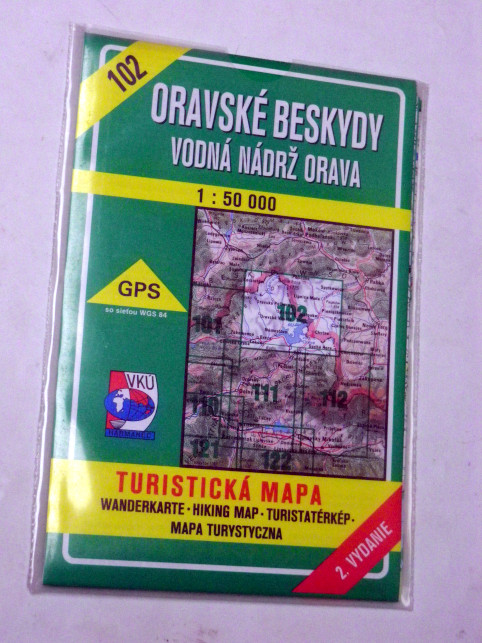 102
ORAVSKÉ BESKYDY
VODNÁ NÁDRŽ ORAVA
1 : 50 000
GPS
so sieťou WGS 84
102
101
111
110
112
121
122
VKÚ
HARMANEC
TURISTICKÁ MAPA
WANDERKARTE · HIKING MAP · TURISTATÉRKÉP ·
MAPA TURYSTYCZNA
2. VYDANIE